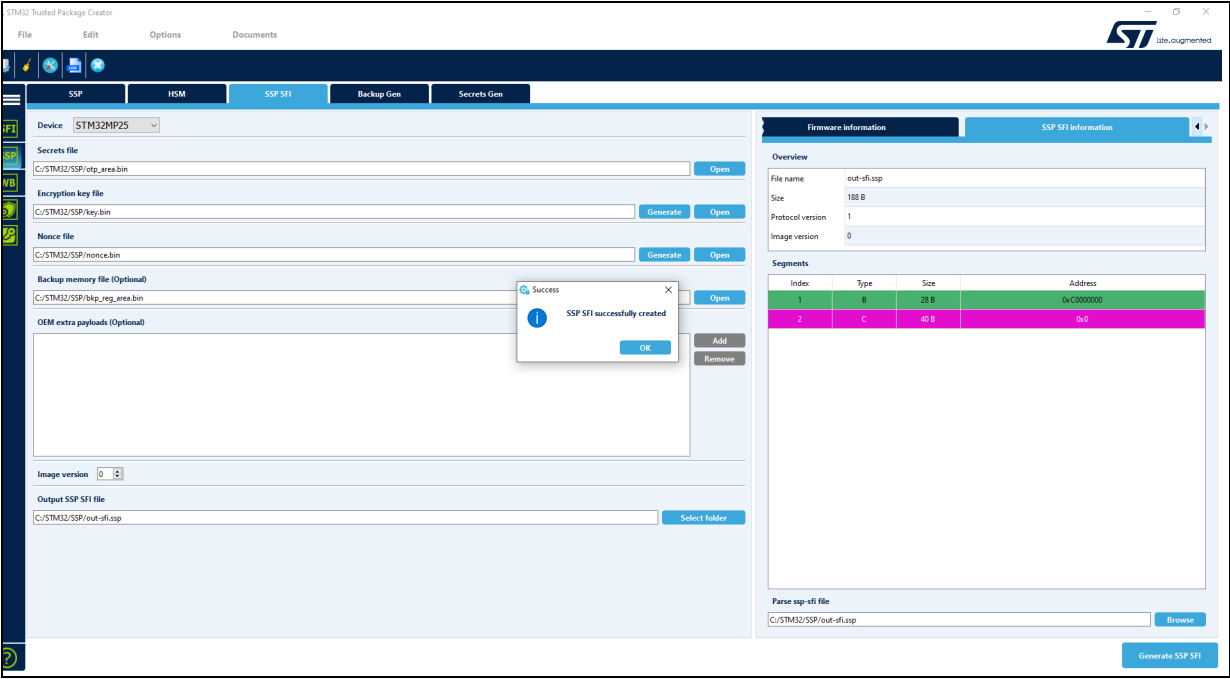 STM32 Trusted Package Creator
File Edit Options Documents
life.augmented
SSP HSM SSP SFI Backup Gen Secrets Gen
Device STM32MP25
Secrets file
C:/STM32/SSP/otp_area.bin Open
Encryption key file
C:/STM32/SSP/key.bin Generate Open
Nonce file
C:/STM32/SSP/nonce.bin Generate Open
Backup memory file (Optional)
C:/STM32/SSP/bkp_reg_area.bin Open
OEM extra payloads (Optional)
Add
Remove
Image version 0
Output SSP SFI file
C:/STM32/SSP/out-sfi.ssp Select folder
Success
SSP SFI successfully created
OK
Firmware information SSP SFI information
Overview
File name out-sfi.ssp
Size 188 B
Protocol version 1
Image version 0
Segments
Index Type Size Address
1 B 28 B 0xC0000000
2 C 40 B 0x0
Parse ssp-sfi file
C:/STM32/SSP/out-sfi.ssp Browse
Generate SSP SFI